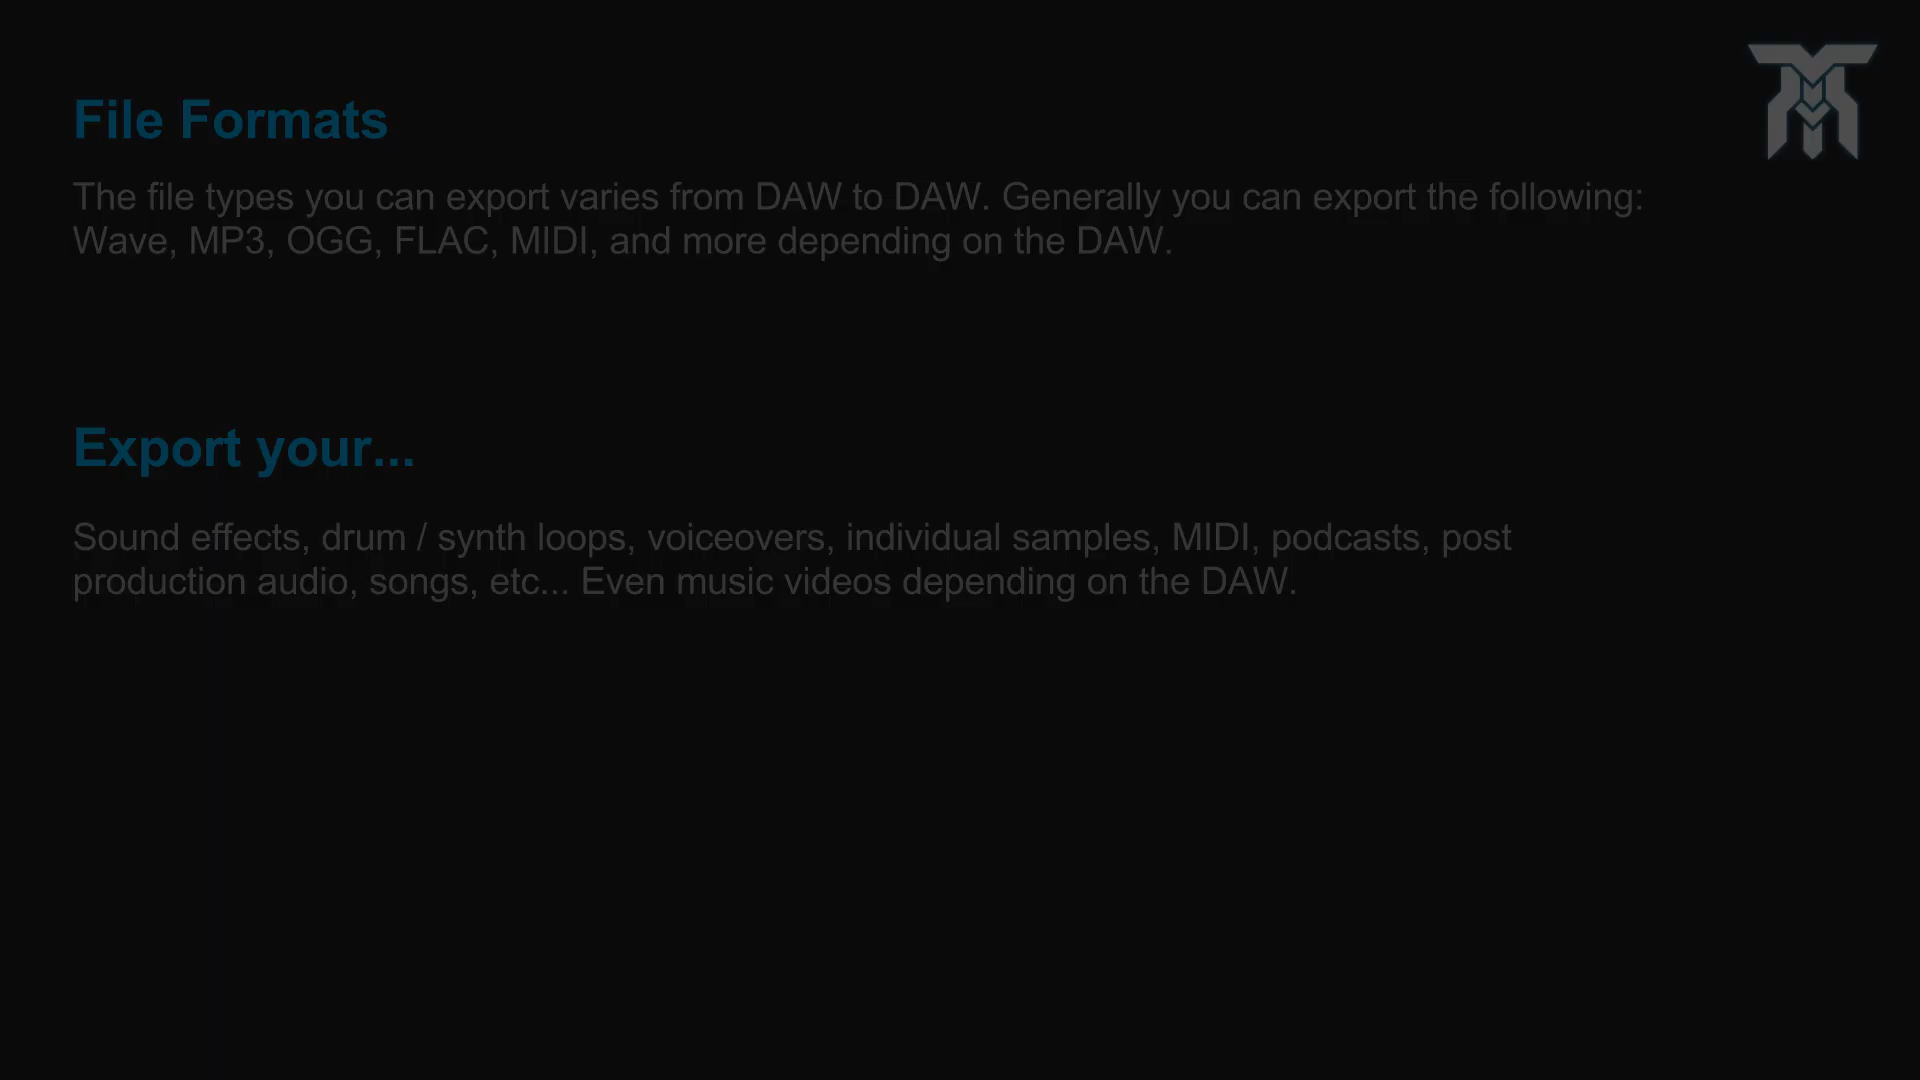 File Formats
The file types you can export varies from DAW to DAW. Generally you can export the following:
Wave, MP3, OGG, FLAC, MIDI, and more depending on the DAW.
Export your...
Sound effects, drum / synth loops, voiceovers, individual samples, MIDI, podcasts, post
production audio, songs, etc... Even music videos depending on the DAW.